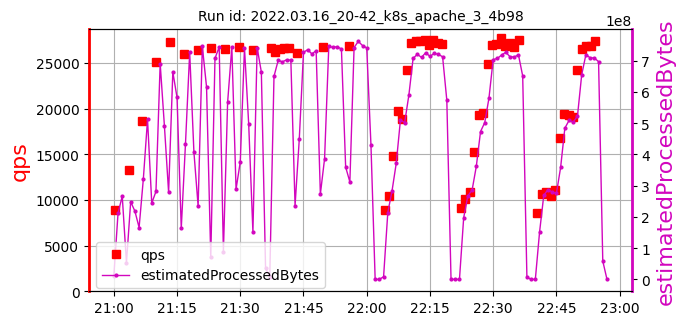 Run id: 2022.03.16_20-42_k8s_apache_3_4b98
1e8
25000
20000
15000
10000
5000
0
qps
7
6
5
4
3
2
1
0
estimatedProcessedBytes
qps
estimatedProcessedBytes
21:00 21:15 21:30 21:45 22:00 22:15 22:30 22:45 23:00